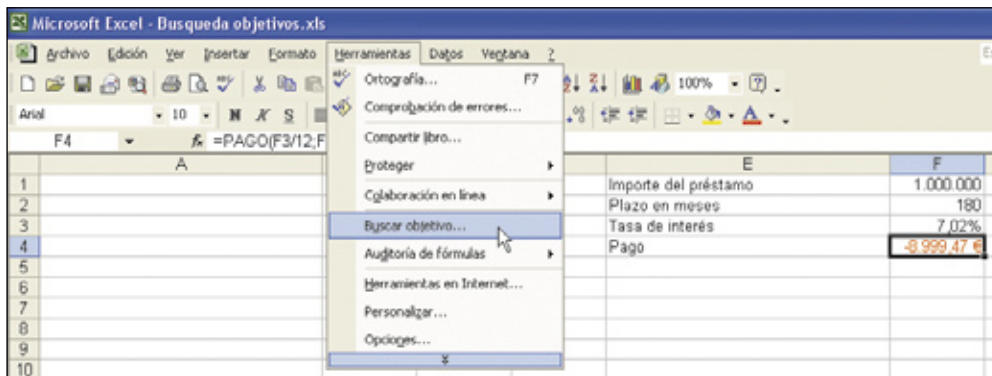 Microsoft Excel - Busqueda objetivos.xls
Archivo Edición Ver Insertar Formato Herramientas Datos Ventana ?
100%
Arial 10 N K S
F4 fx =PAGO(F3/12;F
Ortografía... F7
Comprobación de errores...
Compartir libro...
Proteger
Colaboración en línea
Buscar objetivo...
Auditoría de fórmulas
Herramientas en Internet...
Personalizar...
Opciones...
A E F
1 Importe del préstamo 1.000.000
2 Plazo en meses 180
3 Tasa de interés 7,02%
4 Pago -8.999,47 €
5
6
7
8
9
10